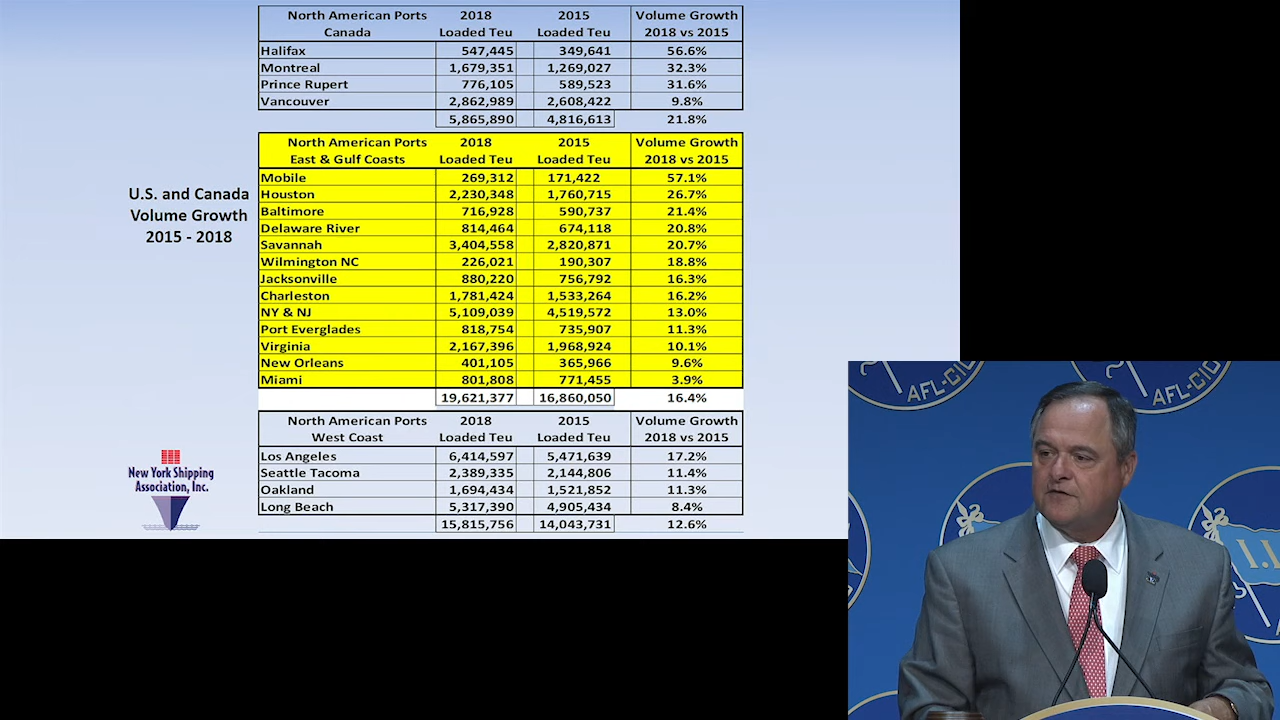 North American Ports 2018 2015 Volume Growth
Canada Loaded Teu Loaded Teu 2018 vs 2015
Halifax 547,445 349,641 56.6%
Montreal 1,679,351 1,269,027 32.3%
Prince Rupert 776,105 589,523 31.6%
Vancouver 2,862,989 2,608,422 9.8%
5,865,890 4,816,613 21.8%
North American Ports 2018 2015 Volume Growth
East & Gulf Coasts Loaded Teu Loaded Teu 2018 vs 2015
Mobile 269,312 171,422 57.1%
Houston 2,230,348 1,760,715 26.7%
Baltimore 716,928 590,737 21.4%
Delaware River 814,464 674,118 20.8%
Savannah 3,404,558 2,820,871 20.7%
Wilmington NC 226,021 190,307 18.8%
Jacksonville 880,220 756,792 16.3%
Charleston 1,781,424 1,533,264 16.2%
NY & NJ 5,109,039 4,519,572 13.0%
Port Everglades 818,754 735,907 11.3%
Virginia 2,167,396 1,968,924 10.1%
New Orleans 401,105 365,966 9.6%
Miami 801,808 771,455 3.9%
19,621,377 16,860,050 16.4%
North American Ports 2018 2015 Volume Growth
West Coast Loaded Teu Loaded Teu 2018 vs 2015
Los Angeles 6,414,597 5,471,639 17.2%
Seattle Tacoma 2,389,335 2,144,806 11.4%
Oakland 1,694,434 1,521,852 11.3%
Long Beach 5,317,390 4,905,434 8.4%
15,815,756 14,043,731 12.6%
U.S. and Canada
Volume Growth
2015 - 2018
New York Shipping
Association, Inc.
AFL-CIO
AFL-CIO